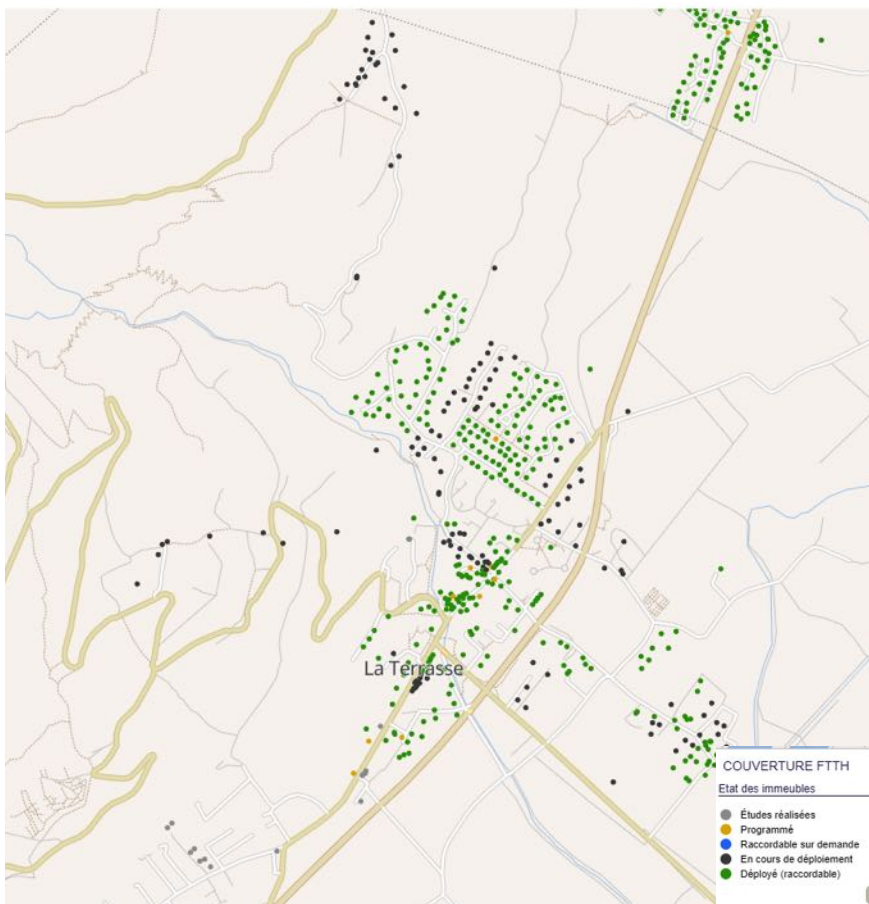 La Terrasse
COUVERTURE FTTH
Etat des immeubles
Études réalisées
Programmé
Raccordable sur demande
En cours de déploiement
Déployé (raccordable)